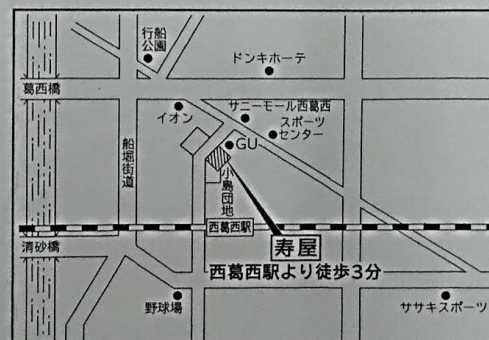 行船
公園
ドンキホーテ
葛西橋
イオン
サニーモール西葛西
スポーツ
センター
GU
船堀街道
小島団地
西葛西駅
清砂橋
寿屋
西葛西駅より徒歩3分
野球場
ササキスポーツ